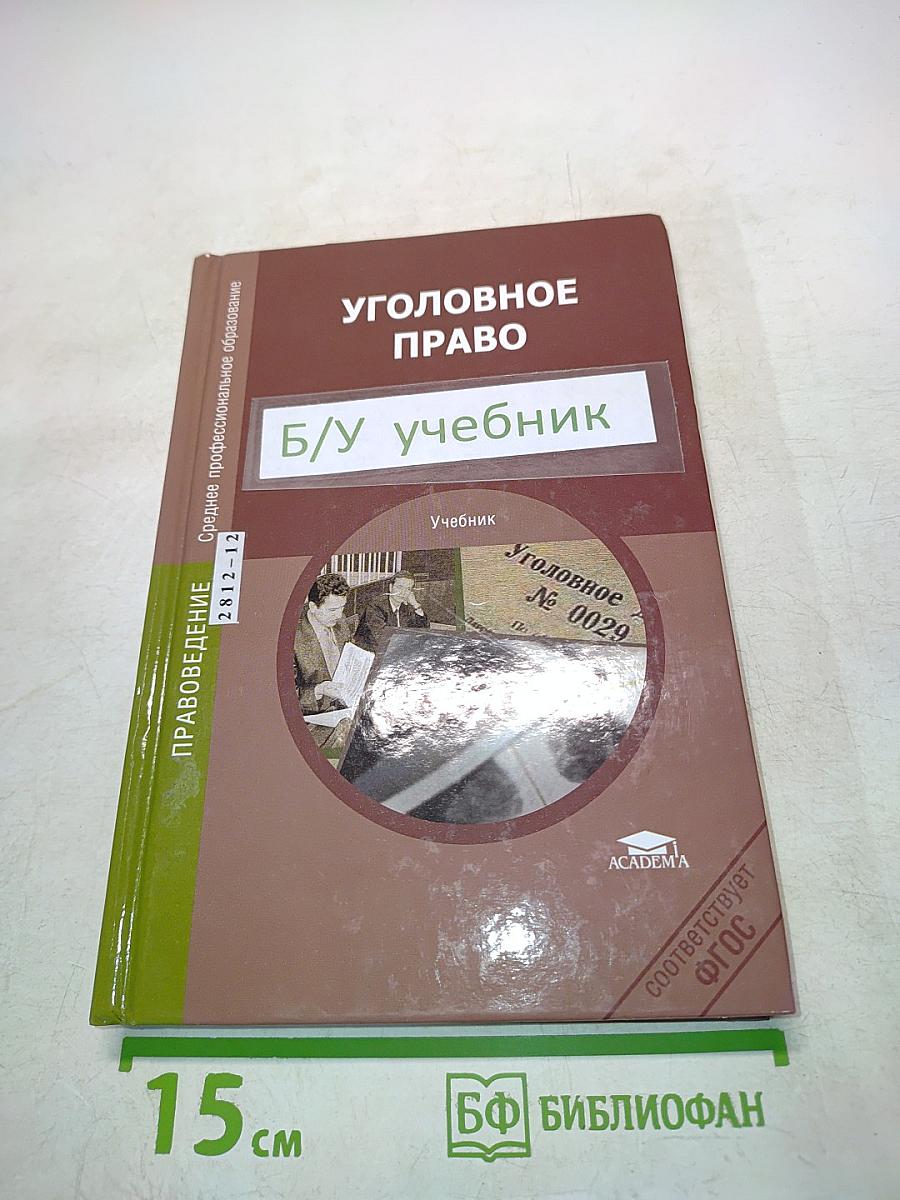 УГОЛОВНОЕ
ПРАВО
Б/У учебник
Учебник
Среднее профессиональное образование
ПРАВОВЕДЕНИЕ
2812-12
Уголовное
№ 0029
ACADEM'A
соответствует
ФГОС
15 см
БФ БИБЛИОФАН